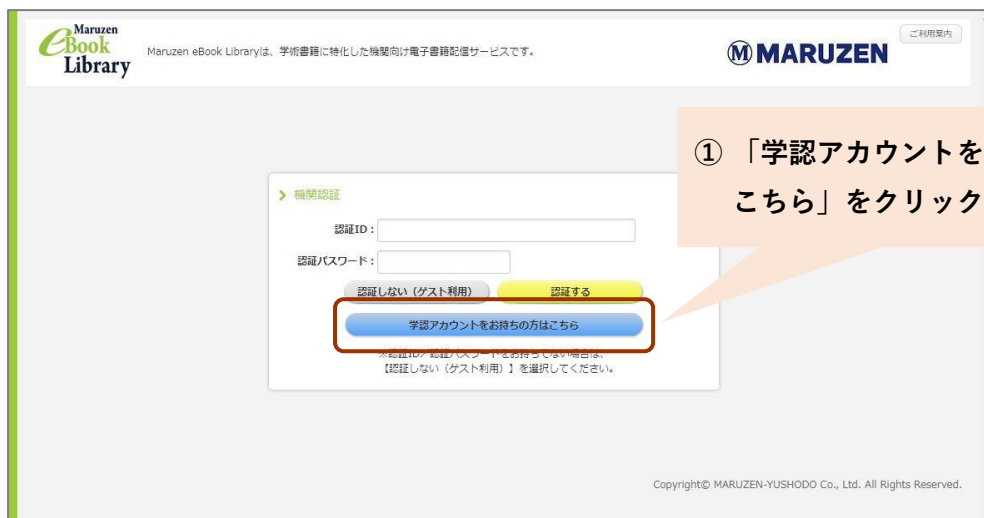 Maruzen
eBook
Library
Maruzen eBook Libraryは、学術書籍に特化した機関向け電子書籍配信サービスです。
M MARUZEN
ご利用案内
① 「学認アカウントを
こちら」をクリック
機関認証
認証ID：
認証パスワード：
認証しない（ゲスト利用）
認証する
学認アカウントをお持ちの方はこちら
※認証ID／認証パスワードをお持ちでない場合は、
【認証しない（ゲスト利用）】を選択してください。
Copyright© MARUZEN-YUSHODO Co., Ltd. All Rights Reserved.